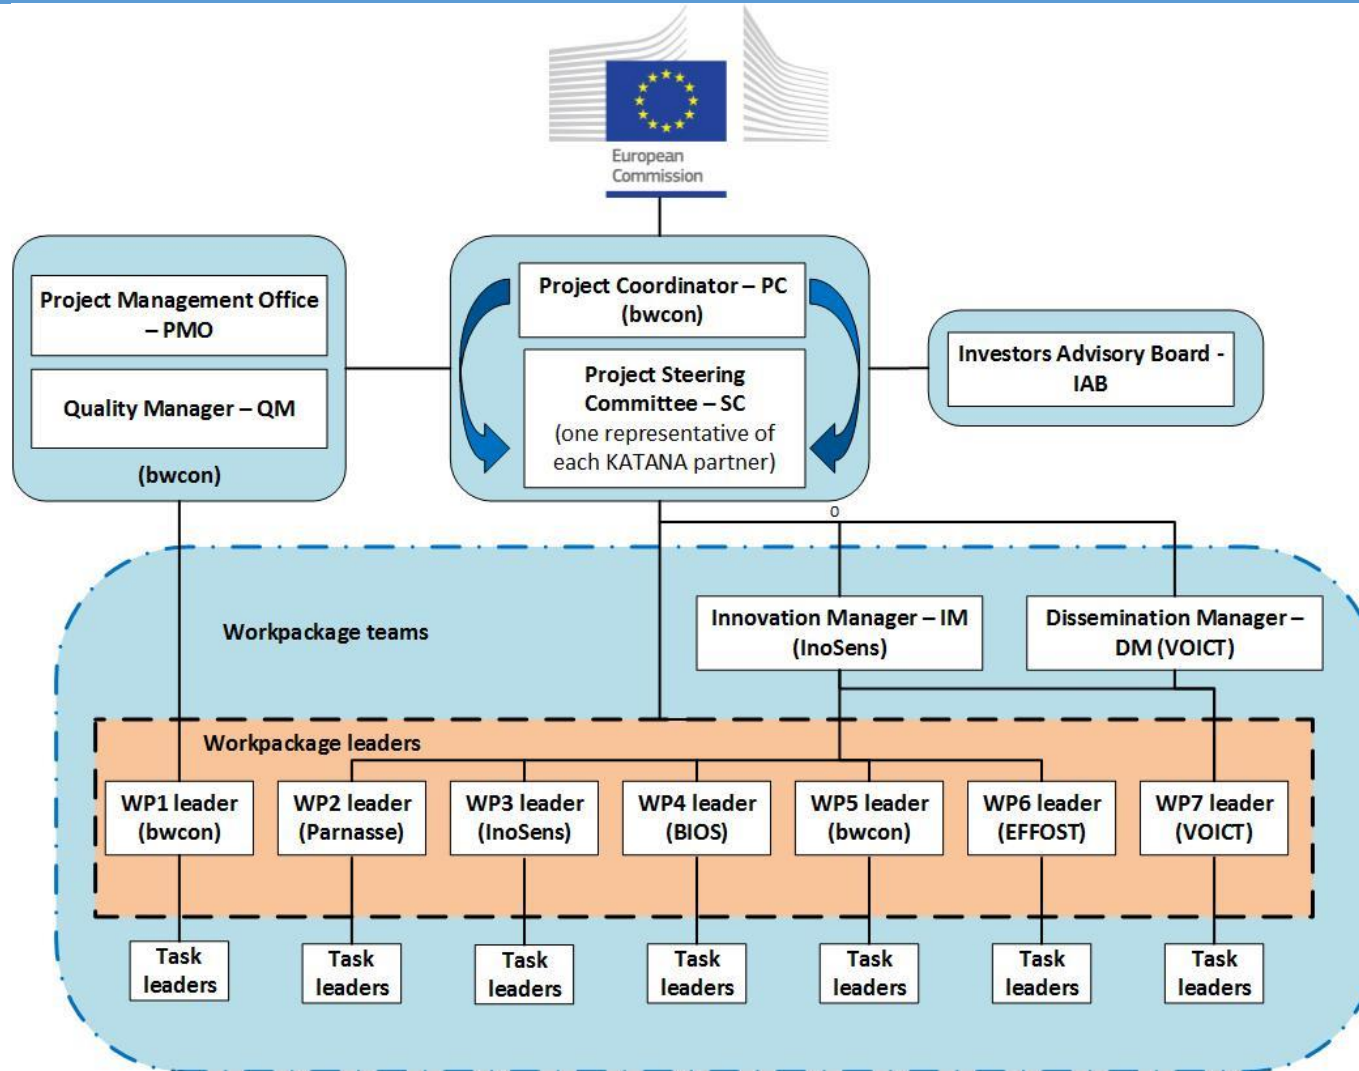 European
Commission
Project Management Office
– PMO
Quality Manager – QM
(bwcon)
Project Coordinator – PC
(bwcon)
Project Steering
Committee – SC
(one representative of
each KATANA partner)
Investors Advisory Board -
IAB
0
Workpackage teams
Innovation Manager – IM
(InoSens)
Dissemination Manager –
DM (VOICT)
Workpackage leaders
WP1 leader
(bwcon)
WP2 leader
(Parnasse)
WP3 leader
(InoSens)
WP4 leader
(BIOS)
WP5 leader
(bwcon)
WP6 leader
(EFFOST)
WP7 leader
(VOICT)
Task
leaders
Task
leaders
Task
leaders
Task
leaders
Task
leaders
Task
leaders
Task
leaders